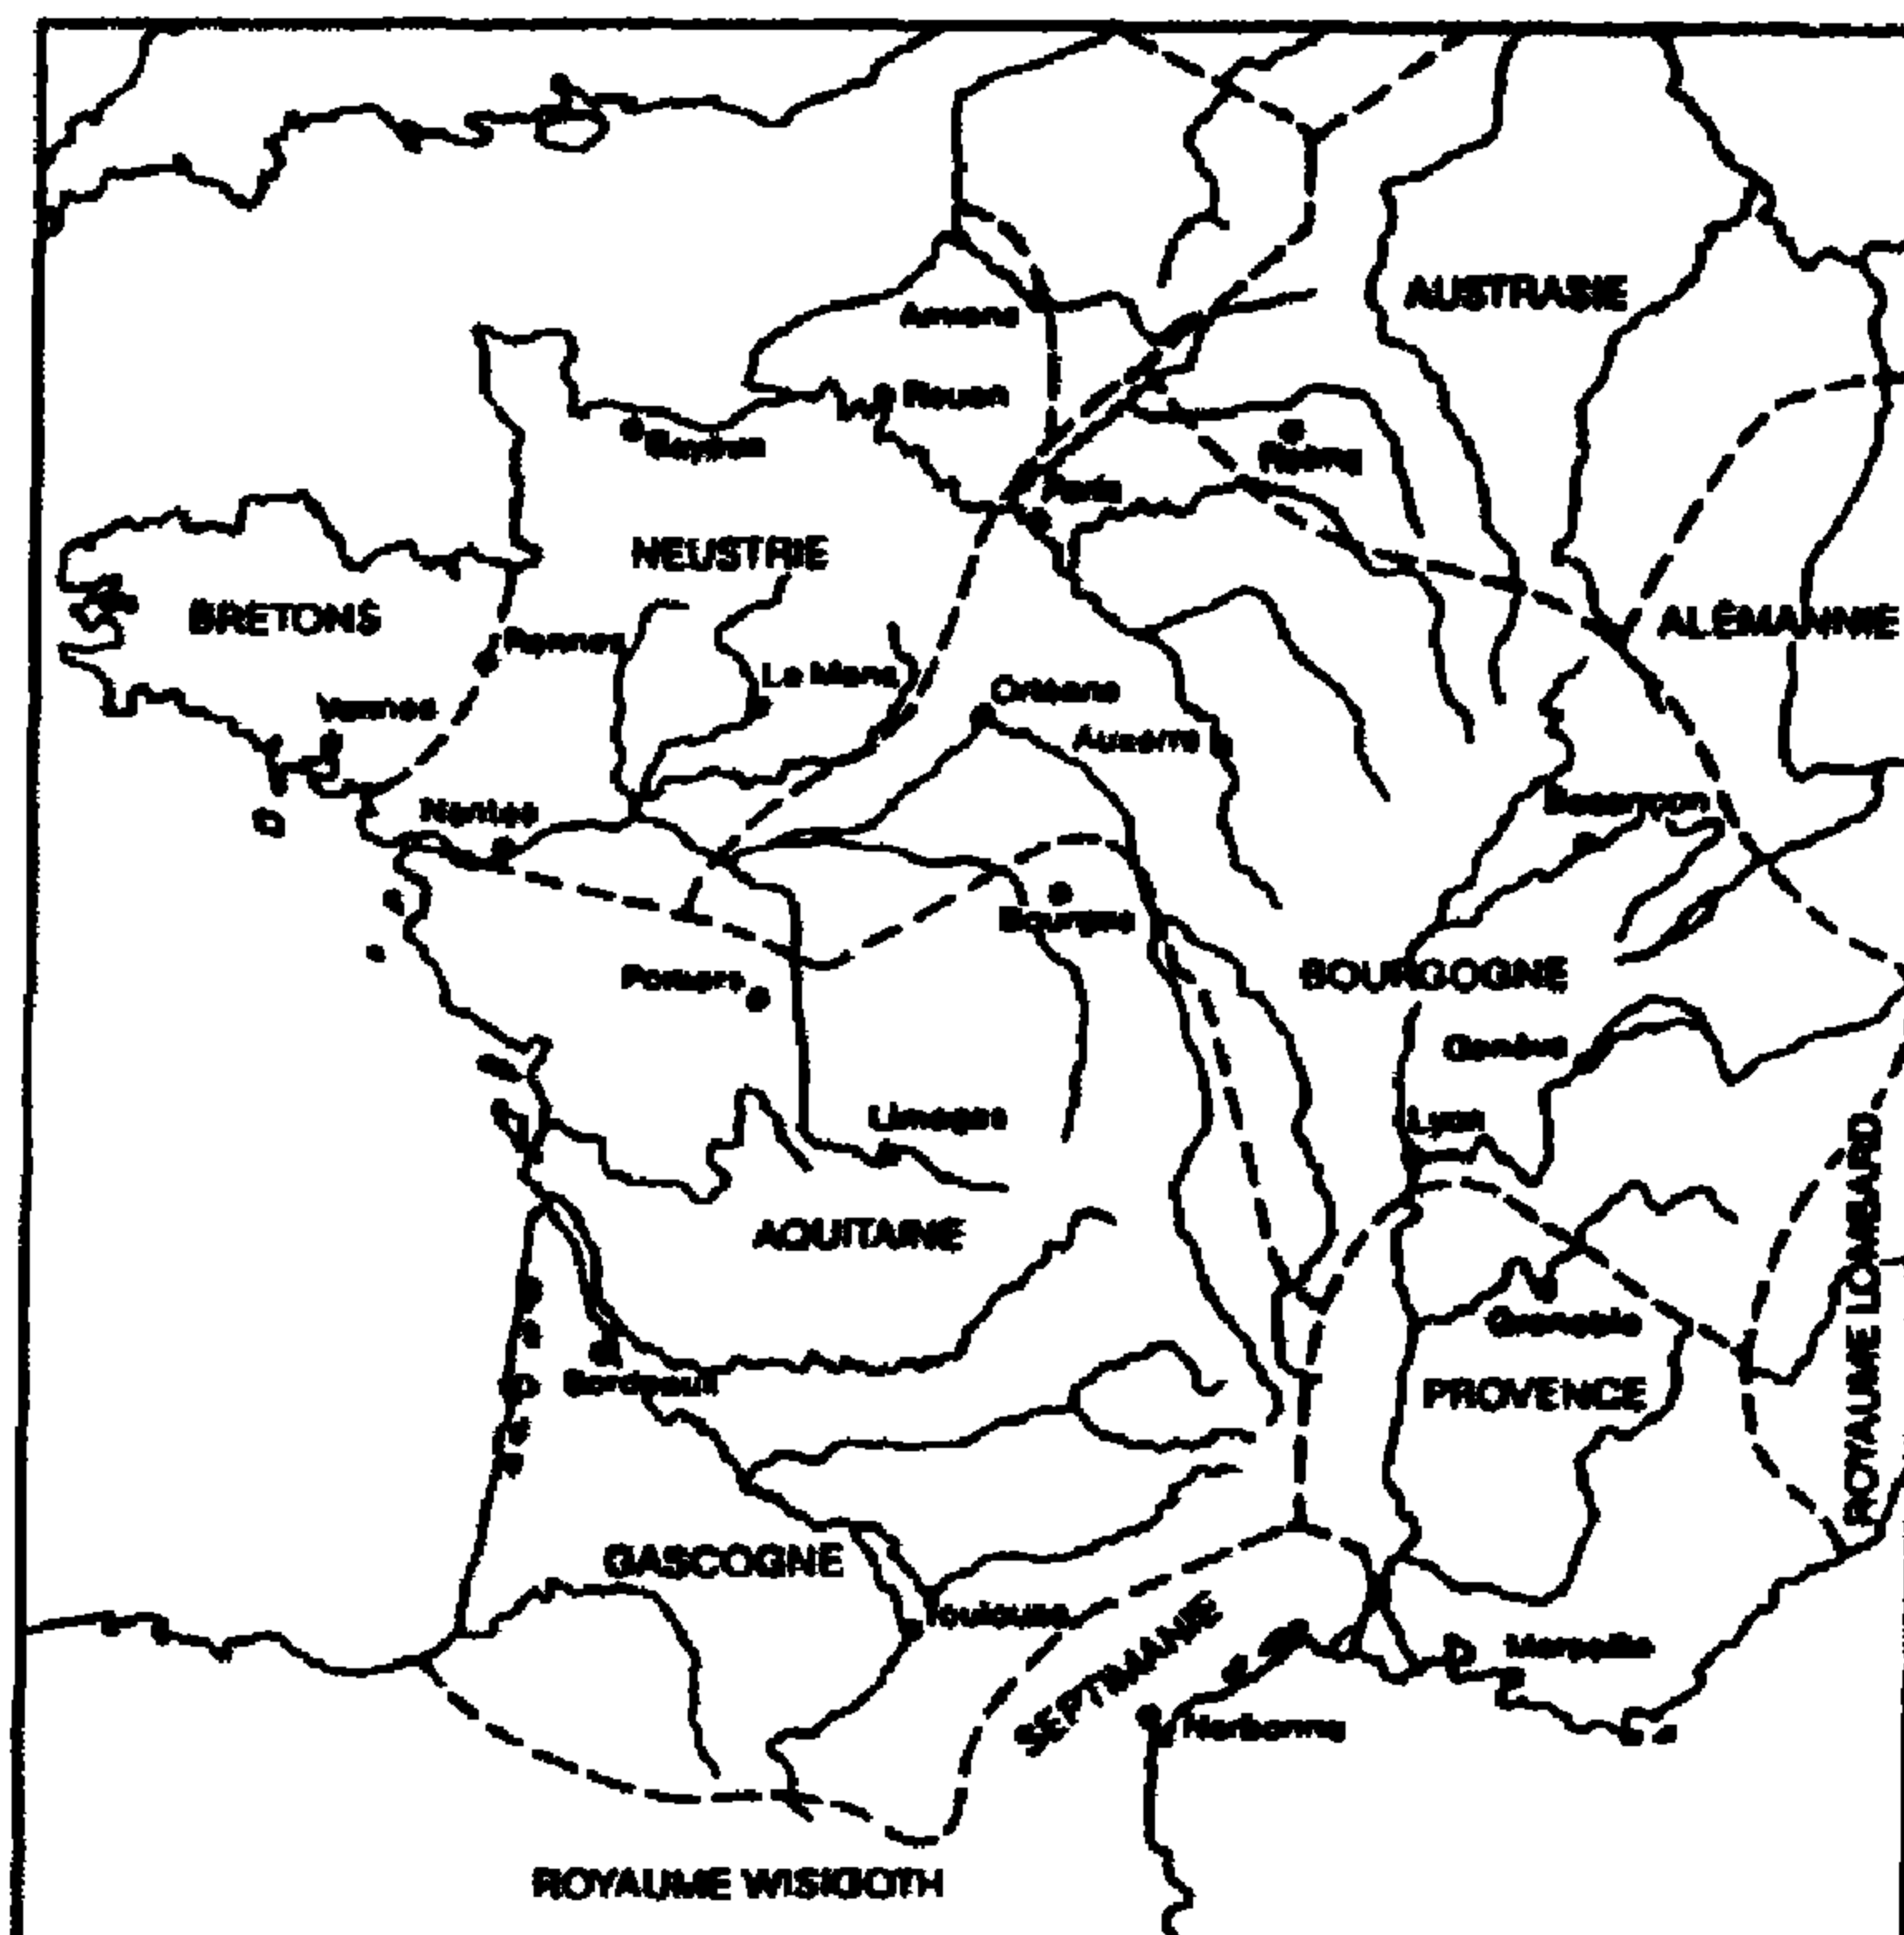 AUSTRASIE
Amiens
Rouen
Bayeux
Reims
Paris
NEUSTRIE
BRETONS
ALÉMANNIE
Rennes
Le Mans
Orléans
Vannes
Auxerre
Besançon
Nantes
Bourges
BOURGOGNE
Poitiers
Genève
Limoges
Lyon
AQUITAINE
ROYAUME LOMBARD
Grenoble
Bordeaux
PROVENCE
GASCOGNE
Toulouse
SEPTIMANIE
Marseille
Narbonne
ROYAUME WISIGOTH